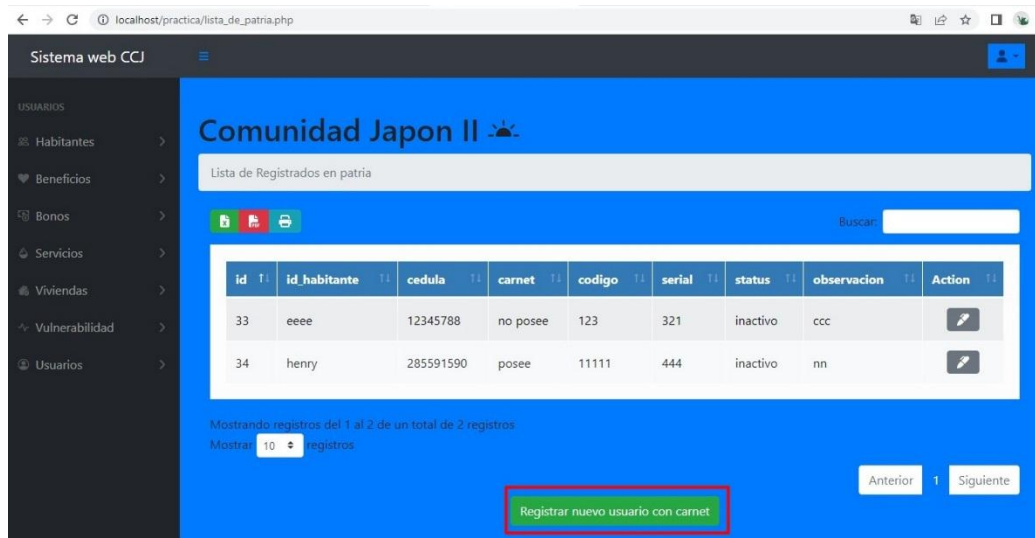 localhost/practica/lista_de_patria.php
Sistema web CCJ
USUARIOS
Habitantes
Beneficios
Bonos
Servicios
Viviendas
Vulnerabilidad
Usuarios
Comunidad Japon II
Lista de Registrados en patria
Buscar:
id id_habitante cedula carnet codigo serial status observacion Action
33 eeee 12345788 no posee 123 321 inactivo ccc
34 henry 285591590 posee 11111 444 inactivo nn
Mostrando registros del 1 al 2 de un total de 2 registros
Mostrar 10 registros
Anterior 1 Siguiente
Registrar nuevo usuario con carnet